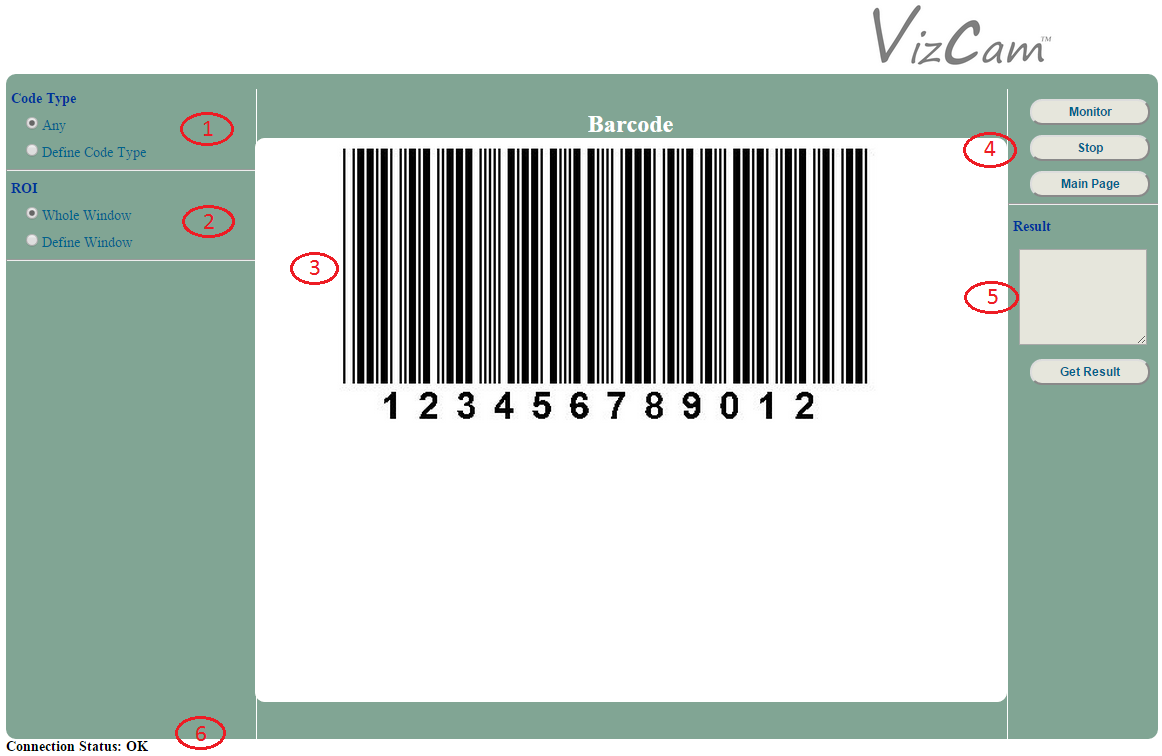 VizCam™
Code Type
Any
1
Define Code Type
ROI
Whole Window
2
Define Window
Barcode
3
1 2 3 4 5 6 7 8 9 0 1 2
Monitor
4
Stop
Main Page
Result
5
Get Result
6
Connection Status: OK